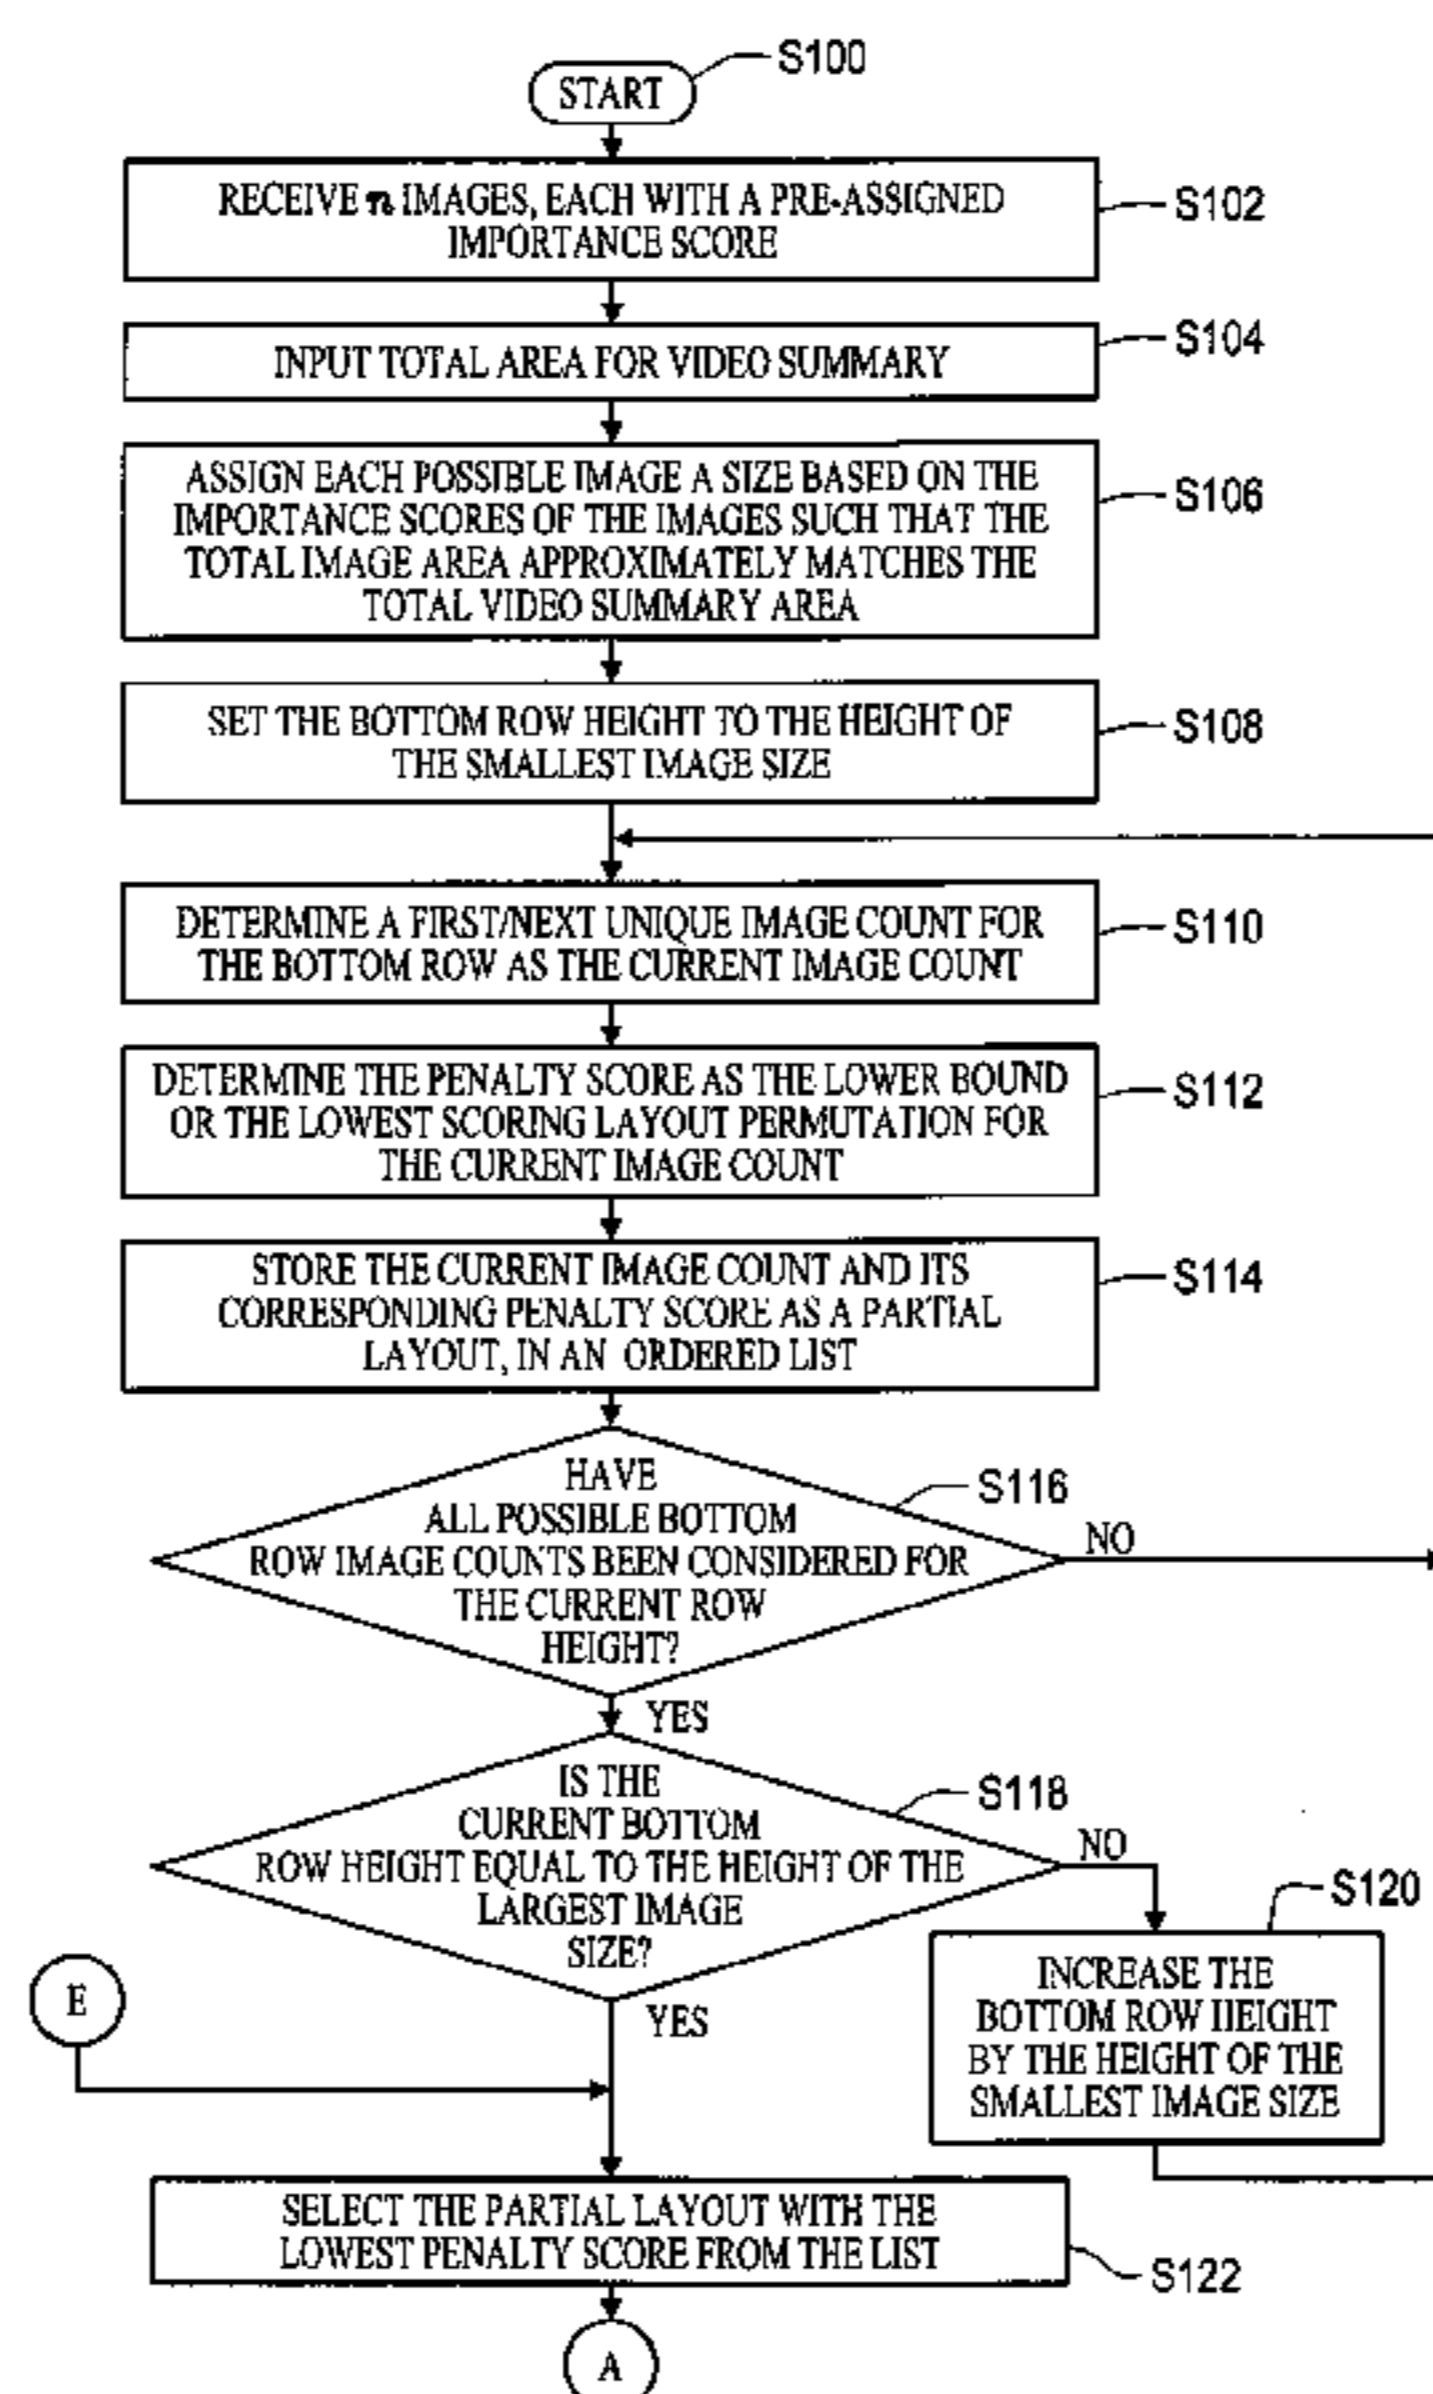 START
S100
RECEIVE n IMAGES, EACH WITH A PRE-ASSIGNED
IMPORTANCE SCORE
S102
INPUT TOTAL AREA FOR VIDEO SUMMARY
S104
ASSIGN EACH POSSIBLE IMAGE A SIZE BASED ON THE
IMPORTANCE SCORES OF THE IMAGES SUCH THAT THE
TOTAL IMAGE AREA APPROXIMATELY MATCHES THE
TOTAL VIDEO SUMMARY AREA
S106
SET THE BOTTOM ROW HEIGHT TO THE HEIGHT OF
THE SMALLEST IMAGE SIZE
S108
DETERMINE A FIRST/NEXT UNIQUE IMAGE COUNT FOR
THE BOTTOM ROW AS THE CURRENT IMAGE COUNT
S110
DETERMINE THE PENALTY SCORE AS THE LOWER BOUND
OR THE LOWEST SCORING LAYOUT PERMUTATION FOR
THE CURRENT IMAGE COUNT
S112
STORE THE CURRENT IMAGE COUNT AND ITS
CORRESPONDING PENALTY SCORE AS A PARTIAL
LAYOUT, IN AN ORDERED LIST
S114
HAVE
ALL POSSIBLE BOTTOM
ROW IMAGE COUNTS BEEN CONSIDERED FOR
THE CURRENT ROW
HEIGHT?
S116
NO
YES
IS THE
CURRENT BOTTOM
ROW HEIGHT EQUAL TO THE HEIGHT OF THE
LARGEST IMAGE
SIZE?
S118
NO
YES
S120
INCREASE THE
BOTTOM ROW HEIGHT
BY THE HEIGHT OF THE
SMALLEST IMAGE SIZE
E
SELECT THE PARTIAL LAYOUT WITH THE
LOWEST PENALTY SCORE FROM THE LIST
S122
A